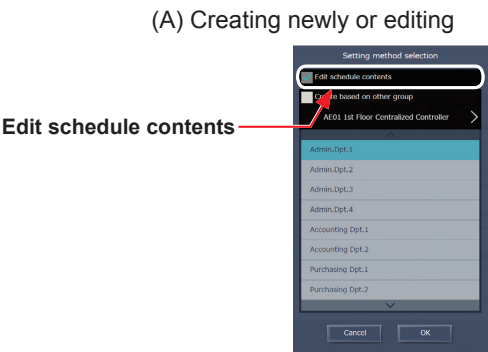 (A) Creating newly or editing
Setting method selection
Edit schedule contents
Create based on other group
Edit schedule contents
AE01 1st Floor Centralized Controller
Admin.Dpt.1
Admin.Dpt.2
Admin.Dpt.3
Admin.Dpt.4
Accounting Dpt.1
Accounting Dpt.2
Purchasing Dpt.1
Purchasing Dpt.2
Cancel
OK